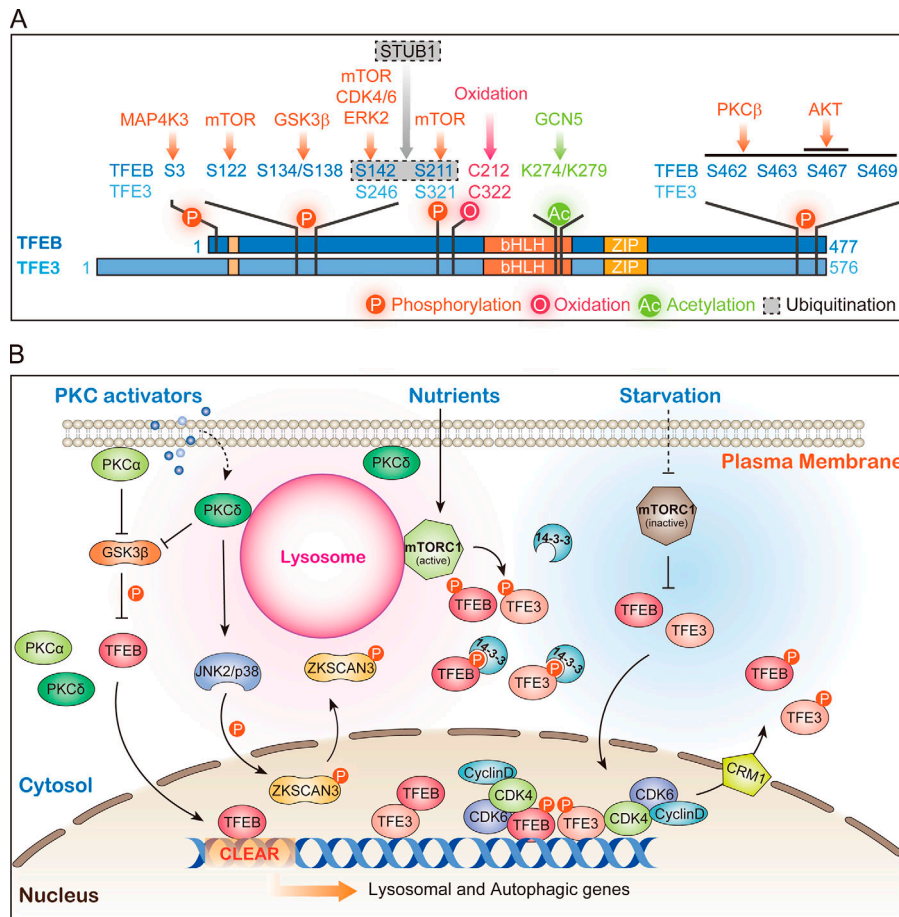 A
STUB1
mTOR
CDK4/6
ERK2
Oxidation
MAP4K3
mTOR
GSK3β
mTOR
GCN5
PKCβ
AKT
TFEB S3 S122 S134/S138 S142 S211 C212 K274/K279 TFEB S462 S463 S467 S469
TFE3 S246 S321 C322 TFE3
P P P O Ac P
TFEB 1 bHLH ZIP 477
TFE3 1 bHLH ZIP 576
P Phosphorylation O Oxidation Ac Acetylation Ubiquitination
B
PKC activators Nutrients Starvation
PKCα
PKCδ
Plasma Membrane
PKCδ
GSK3β
P
Lysosome
mTORC1
(active)
14-3-3
mTORC1
(inactive)
P
TFEB
P
TFE3
TFEB
TFE3
PKCα
PKCδ
TFEB
JNK2/p38
ZKSCAN3
P
14-3-3
P
TFEB
14-3-3
P
TFE3
TFEB
P
TFE3
P
P
Cytosol
ZKSCAN3
P
CRM1
TFEB
CLEAR
TFEB
TFE3
CyclinD
CDK4
CDK6
TFEB
P
P
TFE3
CDK6
CDK4
CyclinD
Lysosomal and Autophagic genes
Nucleus